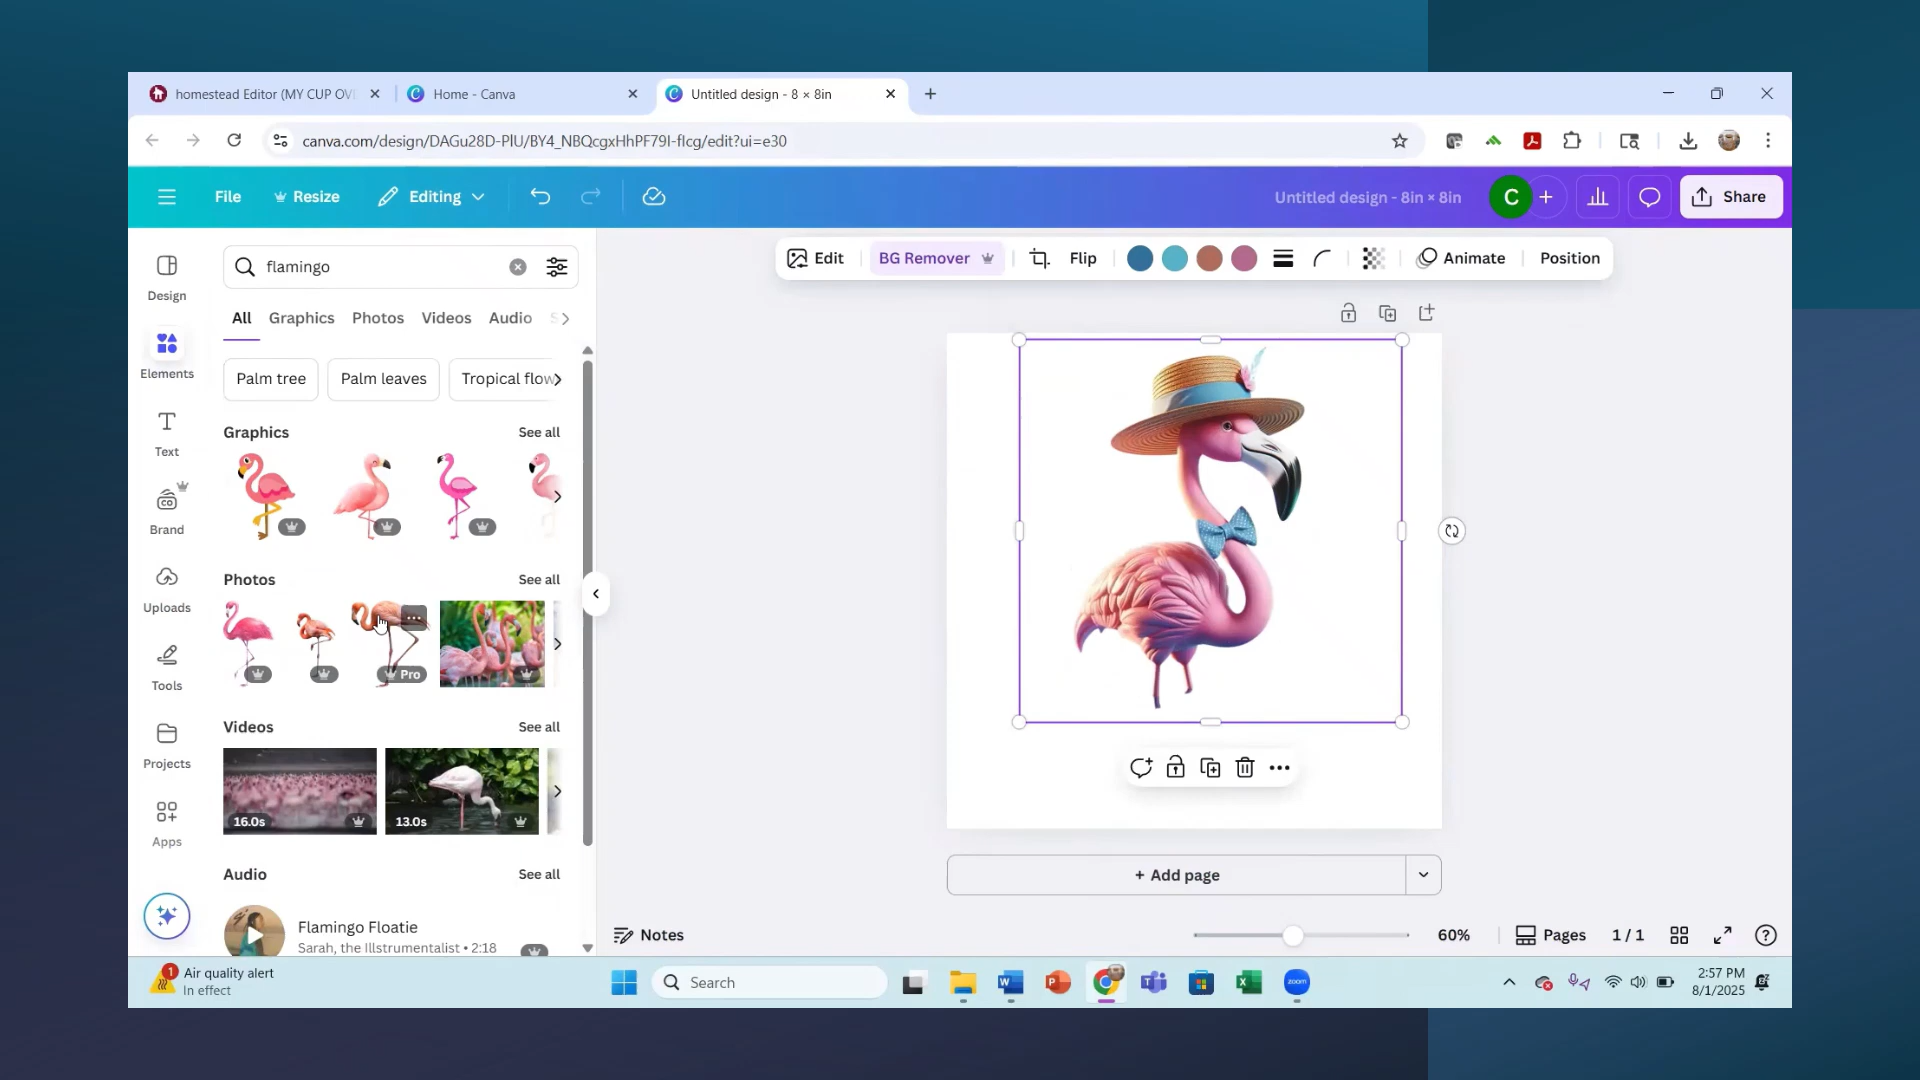 homestead Editor (MY CUP OV
Home - Canva
Untitled design - 8 × 8in
canva.com/design/DAGu28D-PlU/BY4_NBQcgxHhPF79I-flcg/edit?ui=e30
File
Resize
Editing
Untitled design - 8in × 8in
C
Share
Design
Elements
Text
Brand
Uploads
Tools
Projects
Apps
flamingo
All
Graphics
Photos
Videos
Audio
Palm tree
Palm leaves
Tropical flow
Graphics
See all
Photos
See all
Pro
Videos
See all
16.0s
13.0s
Audio
See all
Flamingo Floatie
Sarah, the Illstrumentalist • 2:18
Edit
BG Remover
Flip
Animate
Position
+ Add page
Notes
60%
Pages
1 / 1
1
Air quality alert
In effect
Search
zoom
2:57 PM
8/1/2025